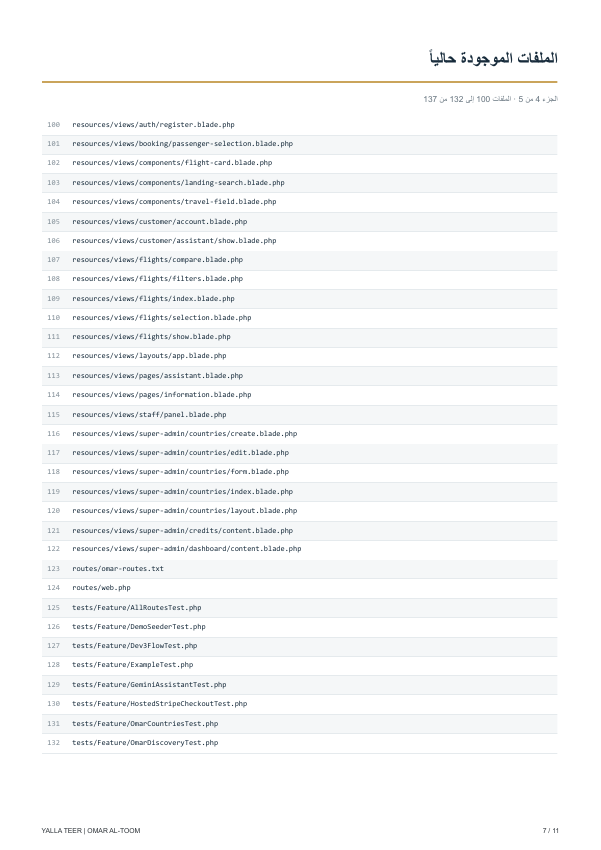 الملفات الموجودة حالياً
الجزء 4 من 5 · الملفات 100 إلى 132 من 137
100 resources/views/auth/register.blade.php
101 resources/views/booking/passenger-selection.blade.php
102 resources/views/components/flight-card.blade.php
103 resources/views/components/landing-search.blade.php
104 resources/views/components/travel-field.blade.php
105 resources/views/customer/account.blade.php
106 resources/views/customer/assistant/show.blade.php
107 resources/views/flights/compare.blade.php
108 resources/views/flights/filters.blade.php
109 resources/views/flights/index.blade.php
110 resources/views/flights/selection.blade.php
111 resources/views/flights/show.blade.php
112 resources/views/layouts/app.blade.php
113 resources/views/pages/assistant.blade.php
114 resources/views/pages/information.blade.php
115 resources/views/staff/panel.blade.php
116 resources/views/super-admin/countries/create.blade.php
117 resources/views/super-admin/countries/edit.blade.php
118 resources/views/super-admin/countries/form.blade.php
119 resources/views/super-admin/countries/index.blade.php
120 resources/views/super-admin/countries/layout.blade.php
121 resources/views/super-admin/credits/content.blade.php
122 resources/views/super-admin/dashboard/content.blade.php
123 routes/omar-routes.txt
124 routes/web.php
125 tests/Feature/AllRoutesTest.php
126 tests/Feature/DemoSeederTest.php
127 tests/Feature/Dev3FlowTest.php
128 tests/Feature/ExampleTest.php
129 tests/Feature/GeminiAssistantTest.php
130 tests/Feature/HostedStripeCheckoutTest.php
131 tests/Feature/OmarCountriesTest.php
132 tests/Feature/OmarDiscoveryTest.php
YALLA TEER | OMAR AL-TOOM
7 / 11